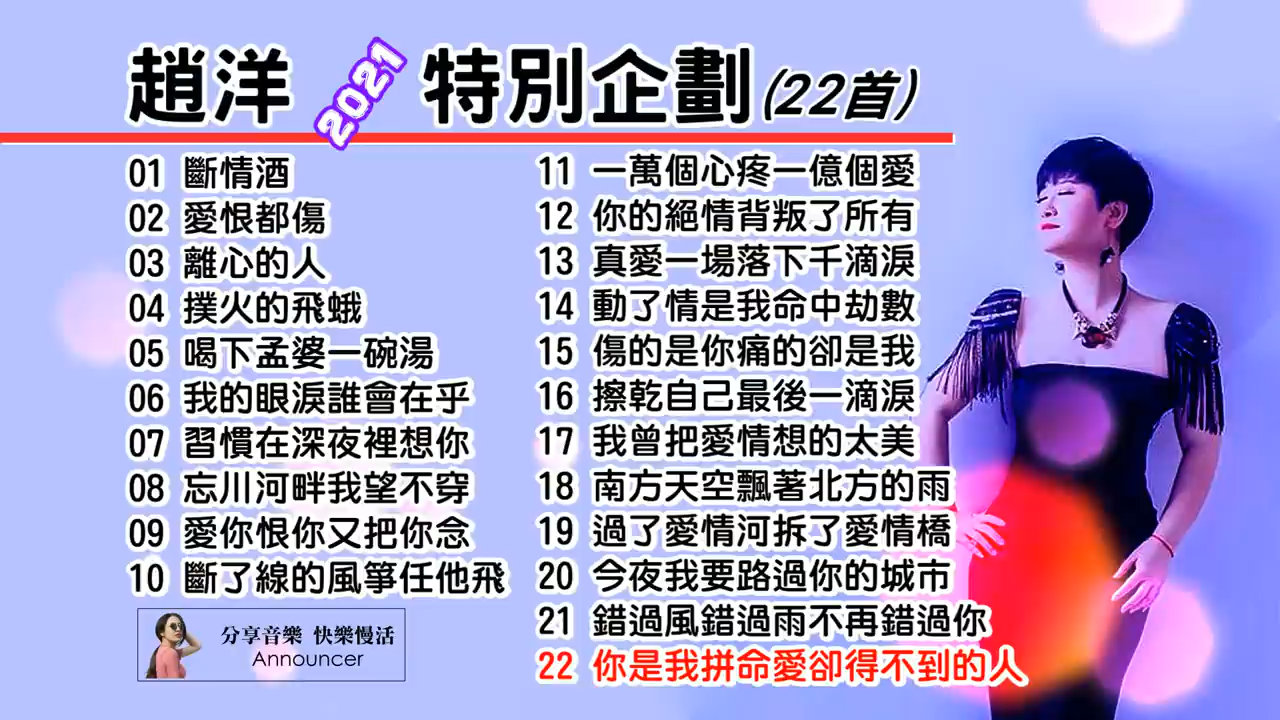 趙洋 2021 特別企劃(22首)
01 斷情酒
02 愛恨都傷
03 離心的人
04 撲火的飛蛾
05 喝下孟婆一碗湯
06 我的眼淚誰會在乎
07 習慣在深夜裡想你
08 忘川河畔我望不穿
09 愛你恨你又把你念
10 斷了線的風箏任他飛
11 一萬個心疼一億個愛
12 你的絕情背叛了所有
13 真愛一場落下千滴淚
14 動了情是我命中劫數
15 傷的是你痛的卻是我
16 擦乾自己最後一滴淚
17 我曾把愛情想的太美
18 南方天空飄著北方的雨
19 過了愛情河拆了愛情橋
20 今夜我要路過你的城市
21 錯過風錯過雨不再錯過你
22 你是我拼命愛卻得不到的人
分享音樂 快樂慢活
Announcer